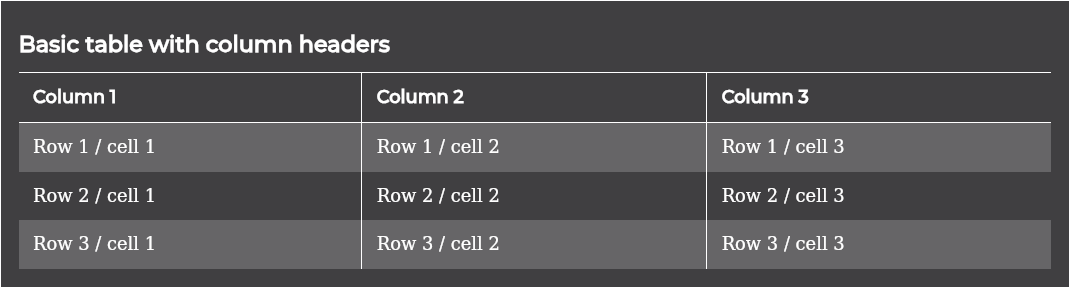 Basic table with column headers
Column 1 Column 2 Column 3
Row 1 / cell 1 Row 1 / cell 2 Row 1 / cell 3
Row 2 / cell 1 Row 2 / cell 2 Row 2 / cell 3
Row 3 / cell 1 Row 3 / cell 2 Row 3 / cell 3